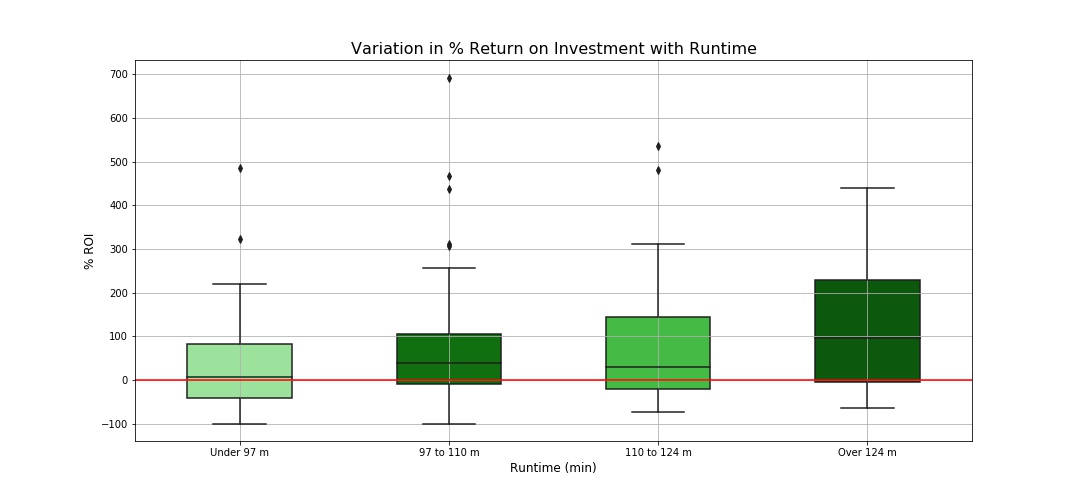 Variation in % Return on Investment with Runtime
700
600
500
400
300
200
100
0
−100
% ROI
Under 97 m
97 to 110 m
110 to 124 m
Over 124 m
Runtime (min)